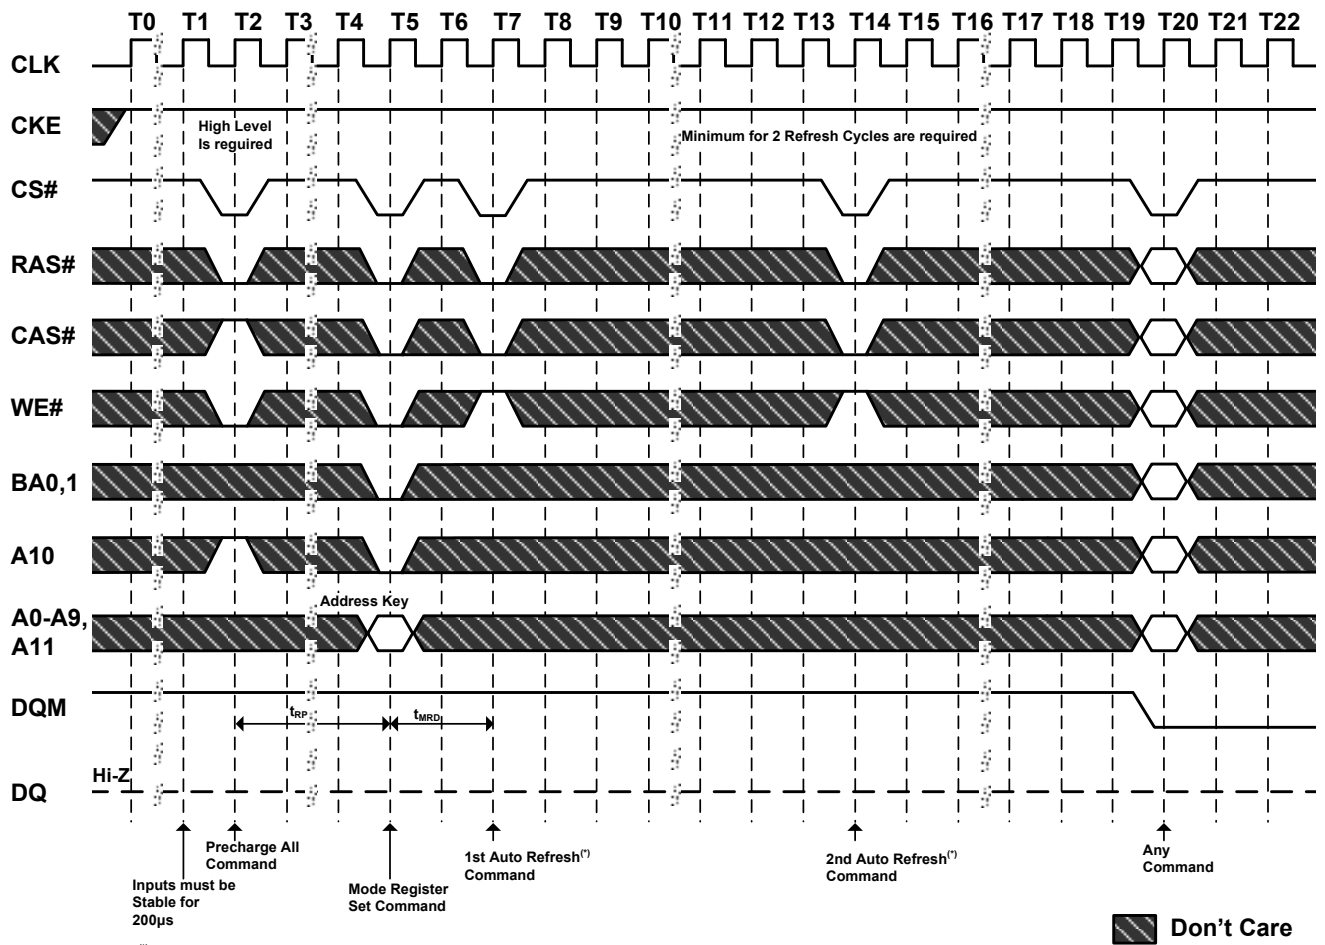 T0 T1 T2 T3 T4 T5 T6 T7 T8 T9 T10 T11 T12 T13 T14 T15 T16 T17 T18 T19 T20 T21 T22
CLK
CKE
High Level
Is reguired
Minimum for 2 Refresh Cycles are required
CS#
RAS#
CAS#
WE#
BA0,1
A10
Address Key
A0-A9,
A11
DQM
tRP
tMRD
Hi-Z
DQ
Inputs must be
Stable for
200µs
Precharge All
Command
Mode Register
Set Command
1st Auto Refresh(*)
Command
2nd Auto Refresh(*)
Command
Any
Command
Don't Care